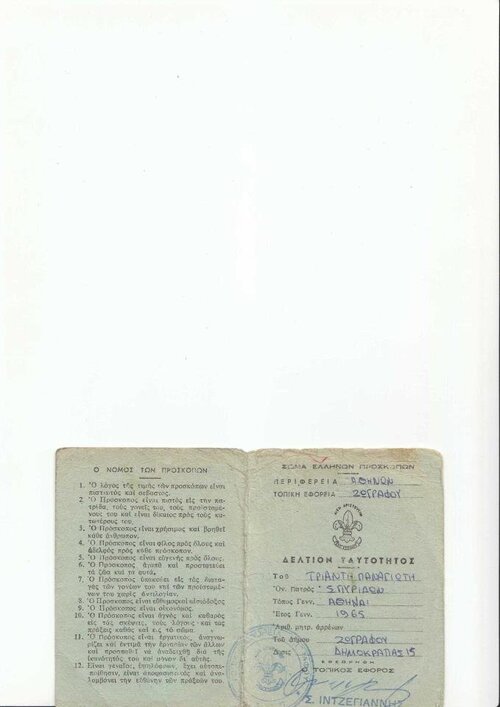 Ο ΝΟΜΟΣ ΤΩΝ ΠΡΟΣΚΟΠΩΝ
1. Ὁ λόγος τῆς τιμῆς τῶν προσκόπων εἶναι
πιστευτὸς καὶ σεβαστός.
2. Ὁ Πρόσκοπος εἶναι πιστὸς εἰς τὴν πα-
τρίδα, τοὺς γονεῖς του, τοὺς προϊσταμέ-
νους του καὶ εἶναι δίκαιος πρὸς τοὺς κα-
τωτέρους του.
3. Ὁ Πρόσκοπος εἶναι χρήσιμος καὶ βοηθεῖ
κάθε ἄνθρωπον.
4. Ὁ Πρόσκοπος εἶναι φίλος πρὸς ὅλους καὶ
ἀδελφὸς πρὸς κάθε πρόσκοπον.
5. Ὁ Πρόσκοπος εἶναι εὐγενὴς πρὸς ὅλους.
6. Ὁ Πρόσκοπος ἀγαπᾶ καὶ προστατεύει
τὰ ζῶα καὶ τὰ φυτά.
7. Ὁ Πρόσκοπος ὑπακούει εἰς τὰς διατα-
γὰς τῶν γονέων του καὶ τῶν προϊσταμέ-
νων του χωρὶς ἀντιλογίαν.
8. Ὁ Πρόσκοπος εἶναι εὔθυμος καὶ αἰσιόδοξος
9. Ὁ Πρόσκοπος εἶναι οἰκονόμος.
10. Ὁ Πρόσκοπος εἶναι ἁγνὸς καὶ καθαρὸς
εἰς τὰς σκέψεις, τοὺς λόγους καὶ τὰς
πράξεις καθὼς καὶ εἰς τὸ σῶμα.
11. Ὁ Πρόσκοπος εἶναι ἐργατικός, ἀναγνω-
ρίζει καὶ ἐντιμᾶ τὴν ἐργασίαν τῶν ἄλλων
καὶ προσπαθεῖ νὰ ἀναδειχθῇ διὰ τῆς
ἱκανότητός του καὶ μόνον δι' αὐτῆς.
12. Εἶναι γενναῖος, ὑπερήφανος, ἔχει αὐτοπε-
ποίθησιν, εἶναι ἀποφασιστικὸς καὶ ἀνα-
λαμβάνει τὴν εὐθύνην τῶν πράξεών του.
ΣΩΜΑ ΕΛΛΗΝΩΝ ΠΡΟΣΚΟΠΩΝ
ΠΕΡΙΦΕΡΕΙΑ ΑΘΗΝΩΝ
ΤΟΠΙΚΗ ΕΦΟΡΕΙΑ ΖΩΓΡΑΦΟΥ
ΔΕΛΤΙΟΝ ΤΑΥΤΟΤΗΤΟΣ
Τοῦ ΤΡΙΑΝΤΗ ΠΑΝΑΓΙΩΤΗ
Ὄν. Πατρὸς ΣΠΥΡΙΔΩΝ
Τόπος Γενν. ΑΘΗΝΑΙ
Ἔτος Γενν. 1965
Ἀριθ. μητρ. ἀρρένων
Τοῦ Δήμου ΖΩΓΡΑΦΟΥ
Δ)σις ΔΗΜΟΚΡΑΤΙΑΣ 15
ΕΘΕΩΡΗΘΗ
Ο ΤΟΠΙΚΟΣ ΕΦΟΡΟΣ
Σ. ΙΝΤΖΕΓΙΑΝΝΗΣ